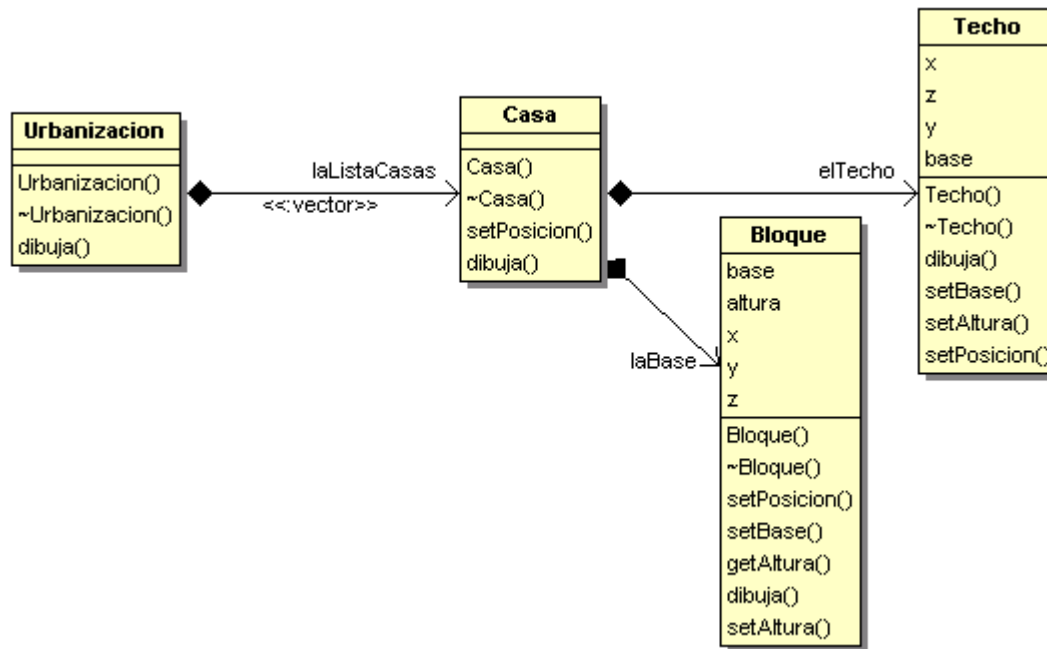 Urbanizacion
Urbanizacion()
~Urbanizacion()
dibuja()
laListaCasas
<<:vector>>
Casa
Casa()
~Casa()
setPosicion()
dibuja()
elTecho
laBase
Bloque
base
altura
x
y
z
Bloque()
~Bloque()
setPosicion()
setBase()
getAltura()
dibuja()
setAltura()
Techo
x
z
y
base
Techo()
~Techo()
dibuja()
setBase()
setAltura()
setPosicion()